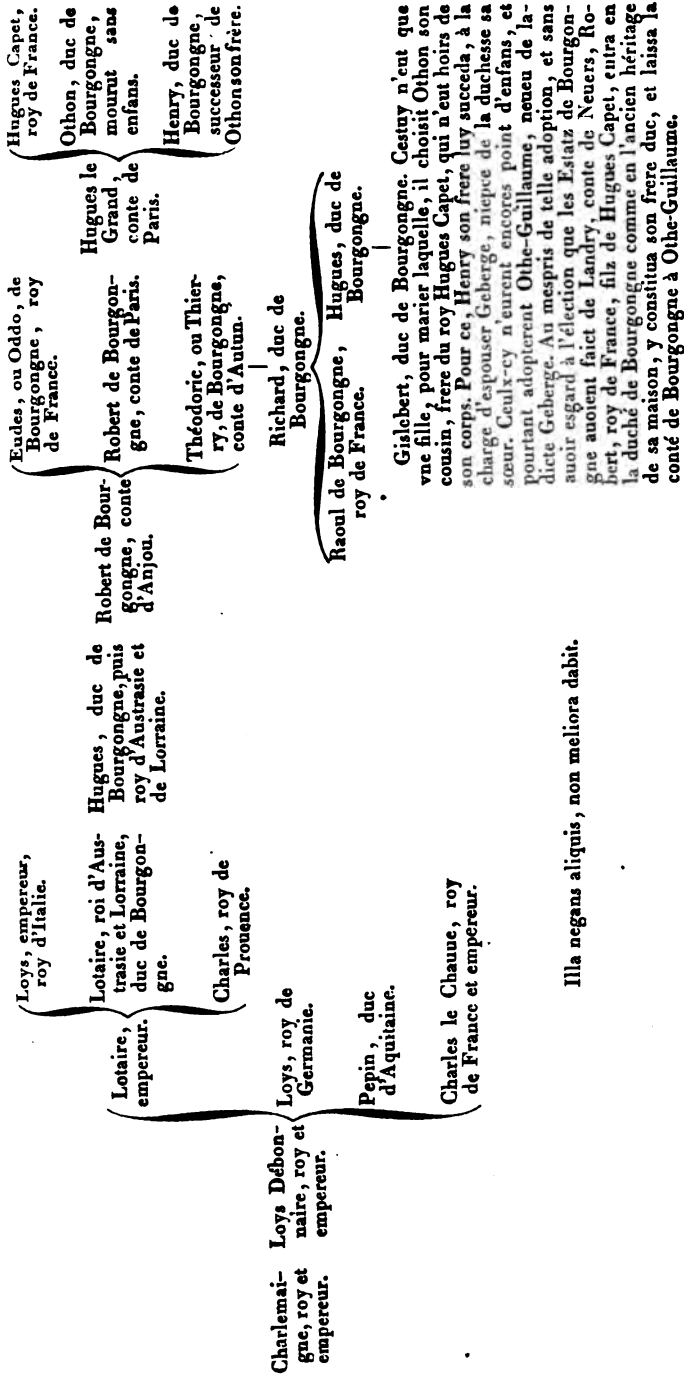 Charlemai-
gne, roy et
empereur.
Loys Débon-
naire, roy et
empereur.
Lotaire,
empereur.
Loys, roy de
Germanie.
Pepin, duc
d'Aquitaine.
Charles le Chauue, roy
de France et empereur.
Loys, empereur,
roy d'Italie.
Lotaire, roi d'Aus-
trasie et Lorraine,
duc de Bourgon-
gne.
Charles, roy de
Prouence.
Hugues, duc de
Bourgongne, puis
roy d'Austrasie et
de Lorraine.
Robert de Bour-
gongne, conte
d'Anjou.
Eudes, ou Oddo, de
Bourgongne, roy
de France.
Robert de Bourgon-
gne, conte de Paris.
Théodoric, ou Thier-
ry, de Bourgongne,
conte d'Autun.
Hugues le
Grand,
conte de
Paris.
Hugues Capet,
roy de France.
Othon, duc de
Bourgongne,
mourut sans
enfans.
Henry, duc de
Bourgongne,
successeur de
Othon son frère.
Richard, duc de
Bourgongne.
Raoul de Bourgongne,
roy de France.
Hugues, duc de
Bourgongne.
Gislebert, duc de Bourgongne. Cestuy n'eut que
vne fille, pour marier laquelle, il choisit Othon son
cousin, frere du roy Hugues Capet, qui n'eut hoirs de
son corps. Pour ce, Henry son frere luy succeda, à la
charge d'espouser Geberge, niepce de la duchesse sa
sœur. Ceulx-cy n'eurent encores point d'enfans, et
pourtant adopterent Othe-Guillaume, neueu de la-
dicte Geberge. Au mespris de telle adoption, et sans
auoir esgard à l'élection que les Estatz de Bourgon-
gne auoient faict de Landry, conte de Neuers, Ro-
bert, roy de France, filz de Hugues Capet, entra en
la duché de Bourgongne comme en l'ancien héritage
de sa maison, y constitua son frere duc, et laissa la
conté de Bourgongne à Othe-Guillaume.
Illa negans aliquis, non meliora dabit.